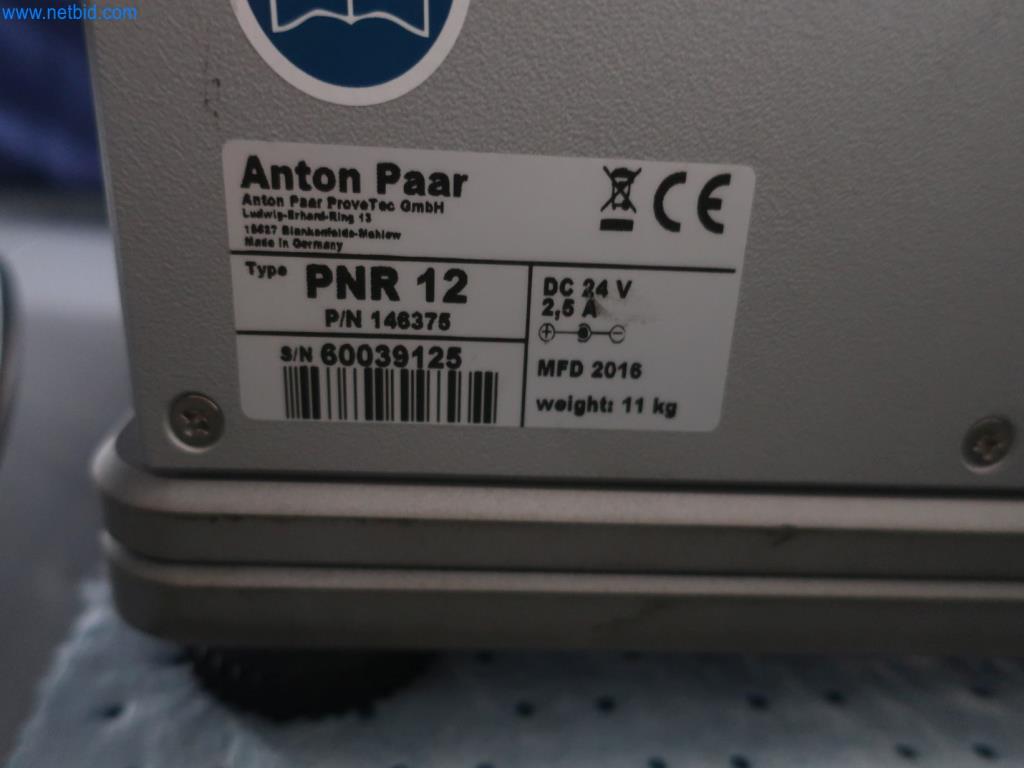 www.netbid.com
Anton Paar
Anton Paar ProveTec GmbH
Ludwig-Erhard-Ring 13
15827 Blankenfelde-Mahlow
Made in Germany
CE
Type PNR 12
P/N 146375
S/N 60039125
DC 24 V
2,5 A
MFD 2016
weight: 11 kg